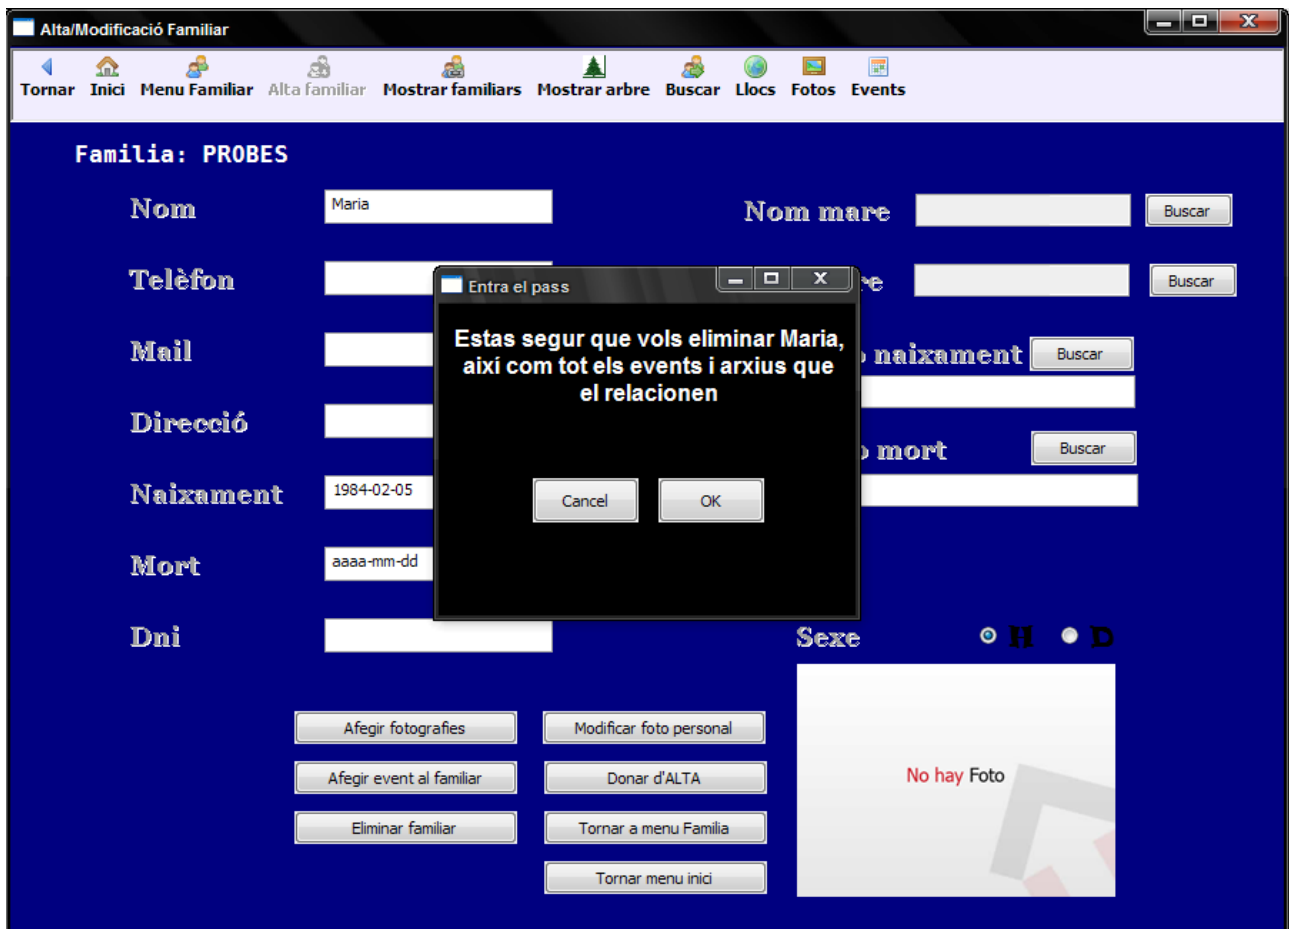 Alta/Modificació Familiar
Tornar Inici Menu Familiar Alta familiar Mostrar familiars Mostrar arbre Buscar Llocs Fotos Events
Familia: PROBES
Nom Maria Nom mare Buscar
Telèfon re Buscar
Entra el pass
Estas segur que vols eliminar Maria,
així com tot els events i arxius que
el relacionen
Cancel OK
Mail naixament Buscar
Direcció mort Buscar
Naixament 1984-02-05
Mort aaaa-mm-dd
Dni Sexe H D
Afegir fotografies Modificar foto personal
Afegir event al familiar Donar d'ALTA
Eliminar familiar Tornar a menu Familia
Tornar menu inici
No hay Foto